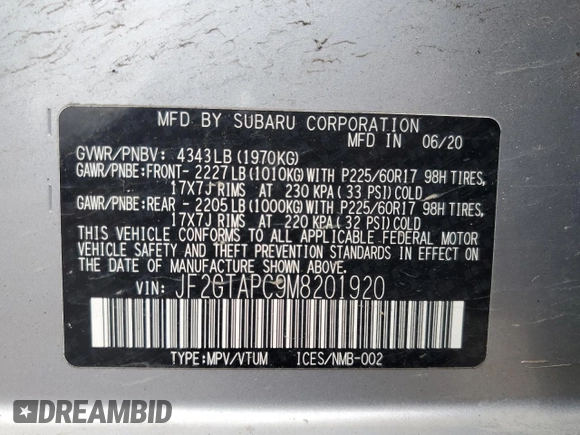 MFD BY SUBARU CORPORATION 06/20
GVWR/PNBV: 4343LB (1970KG)
GAWR/PNBE:FRONT- 2227 LB (1010KG) WITH P225/60R17 98H TIRES,
17X7J RIMS AT 230 KPA ( 33 PSI) COLD
GAWR/PNBE:REAR - 2205 LB (1000KG) WITH P225/60R17 98H TIRES,
17X7J RIMS AT 220 KPA ( 32 PSI) COLD
THIS VEHICLE CONFORMS TO ALL APPLICABLE FEDERAL MOTOR
VEHICLE SAFETY AND THEFT PREVENTION STANDARDS IN EFFECT
ON THE DATE OF MANUFACTURE SHOWN ABOVE.
VIN: JF2GTAPC9M8201920
TYPE:MPV/VTUM ICES/NMB-002
DREAMBID